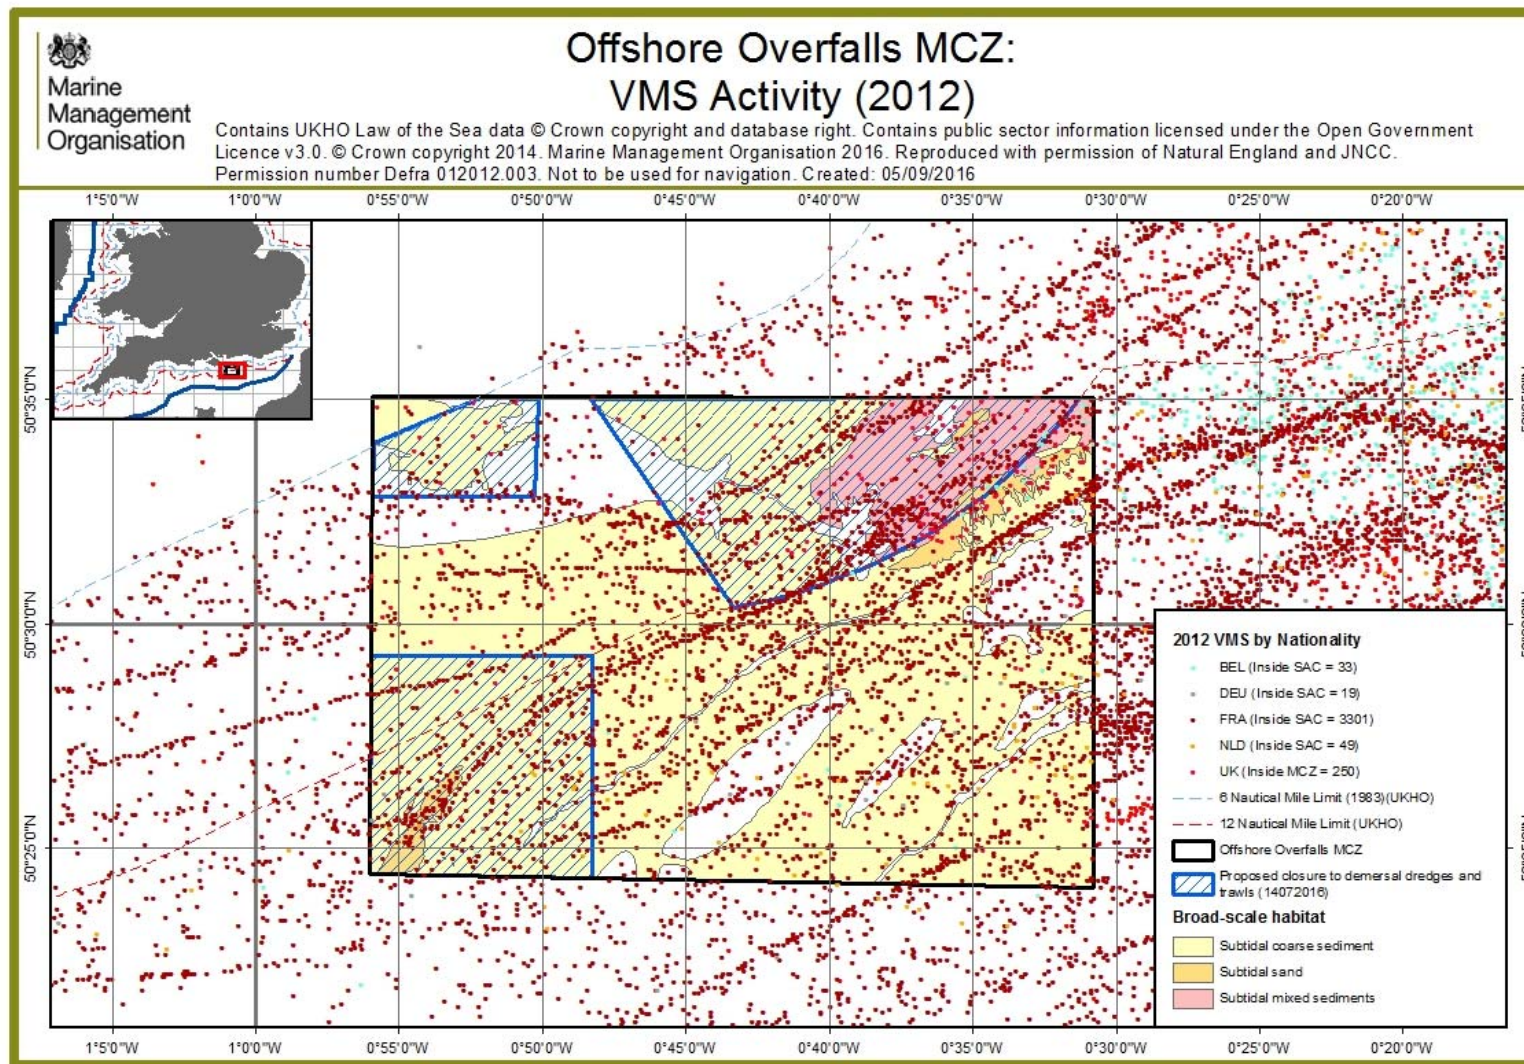 Marine
Management
Organisation
Offshore Overfalls MCZ:
VMS Activity (2012)
Contains UKHO Law of the Sea data © Crown copyright and database right. Contains public sector information licensed under the Open Government
Licence v3.0. © Crown copyright 2014. Marine Management Organisation 2016. Reproduced with permission of Natural England and JNCC.
Permission number Defra 012012.003. Not to be used for navigation. Created: 05/09/2016
1°5'0"W 1°0'0"W 0°55'0"W 0°50'0"W 0°45'0"W 0°40'0"W 0°35'0"W 0°30'0"W 0°25'0"W 0°20'0"W
50°35'0"N
50°30'0"N
50°25'0"N
2012 VMS by Nationality
BEL (Inside SAC = 33)
DEU (Inside SAC = 19)
FRA (Inside SAC = 3301)
NLD (Inside SAC = 49)
UK (Inside MCZ = 250)
6 Nautical Mile Limit (1983)(UKHO)
12 Nautical Mile Limit (UKHO)
Offshore Overfalls MCZ
Proposed closure to demersal dredges and
trawls (14072016)
Broad-scale habitat
Subtidal coarse sediment
Subtidal sand
Subtidal mixed sediments
1°5'0"W 1°0'0"W 0°55'0"W 0°50'0"W 0°45'0"W 0°40'0"W 0°35'0"W 0°30'0"W 0°25'0"W 0°20'0"W